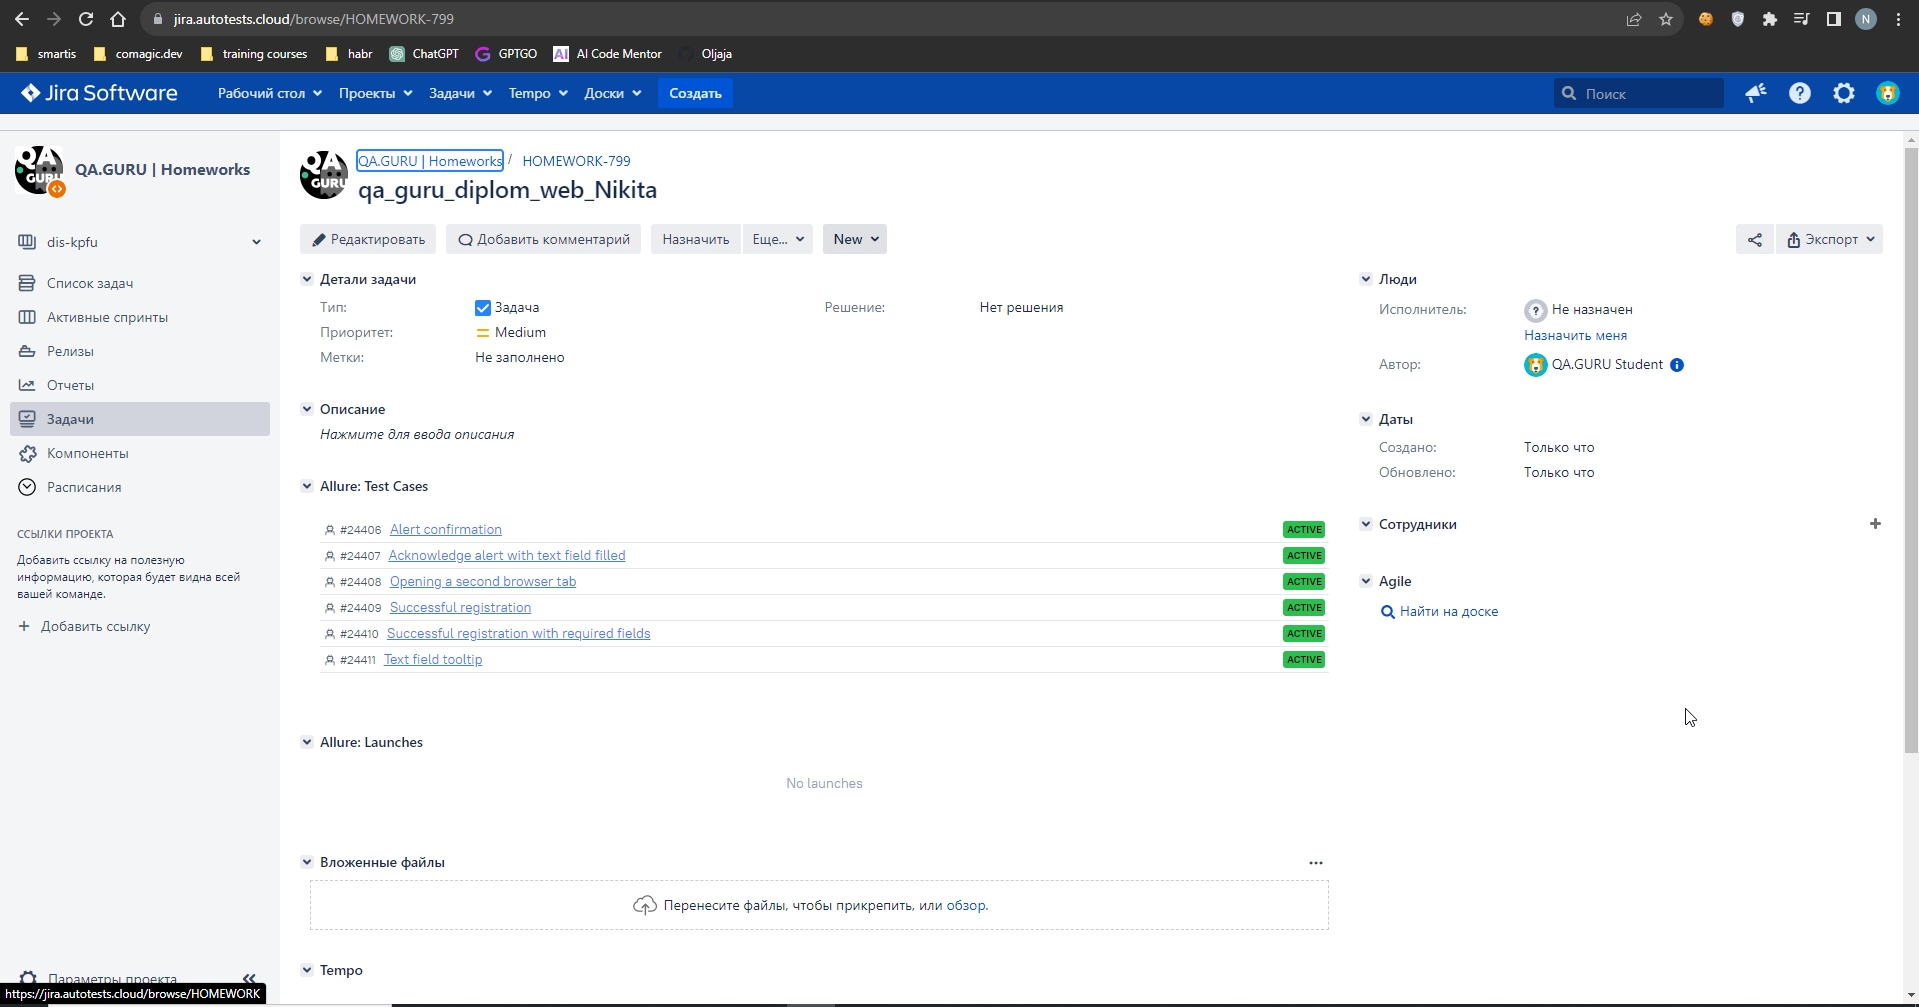 jira.autotests.cloud/browse/HOMEWORK-799
N
smartis
comagic.dev
training courses
habr
ChatGPT
GPTGO
AI
AI Code Mentor
Oljaja
Jira Software
Рабочий стол
Проекты
Задачи
Tempo
Доски
Создать
Поиск
QA
GURU
QA.GURU | Homeworks
dis-kpfu
Список задач
Активные спринты
Релизы
Отчеты
Задачи
Компоненты
Расписания
ССЫЛКИ ПРОЕКТА
Добавить ссылку на полезную
информацию, которая будет видна всей
вашей команде.
+ Добавить ссылку
Параметры проекта
https://jira.autotests.cloud/browse/HOMEWORK
QA
GURU
QA.GURU | Homeworks / HOMEWORK-799
qa_guru_diplom_web_Nikita
Редактировать
Добавить комментарий
Назначить
Еще...
New
Экспорт
Детали задачи
Тип: Задача
Решение: Нет решения
Приоритет: Medium
Метки: Не заполнено
Описание
Нажмите для ввода описания
Allure: Test Cases
#24406 Alert confirmation ACTIVE
#24407 Acknowledge alert with text field filled ACTIVE
#24408 Opening a second browser tab ACTIVE
#24409 Successful registration ACTIVE
#24410 Successful registration with required fields ACTIVE
#24411 Text field tooltip ACTIVE
Allure: Launches
No launches
Вложенные файлы
Перенесите файлы, чтобы прикрепить, или обзор.
Tempo
Люди
Исполнитель: ? Не назначен
Назначить меня
Автор: QA.GURU Student
Даты
Создано: Только что
Обновлено: Только что
Сотрудники
Agile
Найти на доске